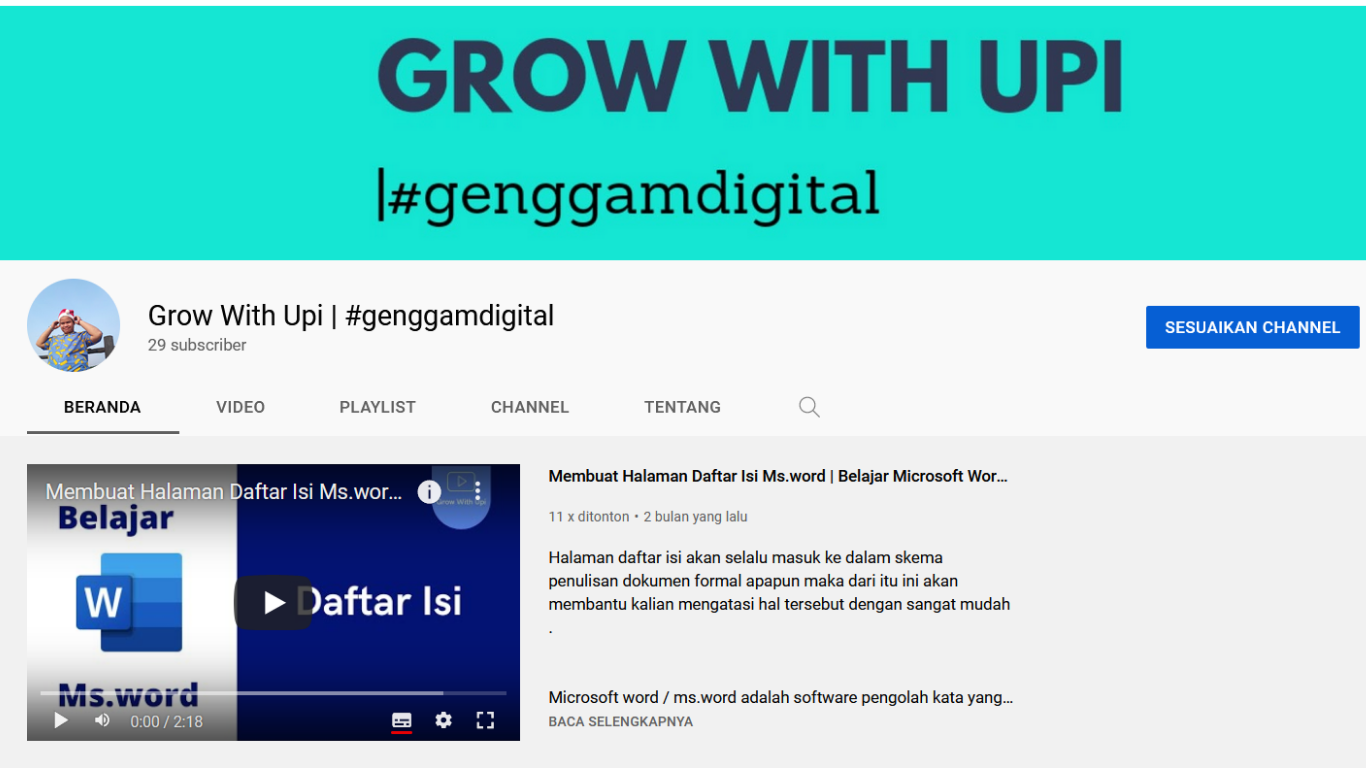 GROW WITH UPI
|#genggamdigital
Grow With Upi | #genggamdigital
29 subscriber
SESUAIKAN CHANNEL
BERANDA VIDEO PLAYLIST CHANNEL TENTANG
Membuat Halaman Daftar Isi Ms.wor...
Grow With Upi
Belajar
W
Daftar Isi
Ms.word
0:00 / 2:18
Membuat Halaman Daftar Isi Ms.word | Belajar Microsoft Wor...
11 x ditonton • 2 bulan yang lalu
Halaman daftar isi akan selalu masuk ke dalam skema
penulisan dokumen formal apapun maka dari itu ini akan
membantu kalian mengatasi hal tersebut dengan sangat mudah
.
Microsoft word / ms.word adalah software pengolah kata yang...
BACA SELENGKAPNYA